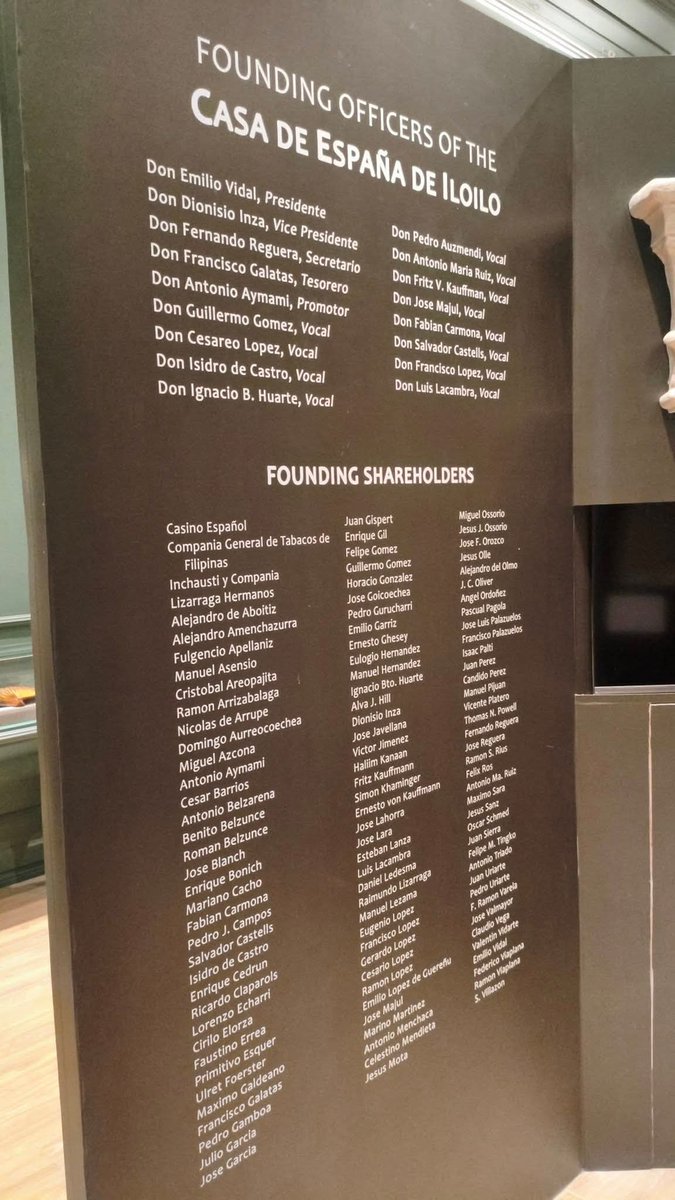 FOUNDING OFFICERS OF THE
CASA DE ESPAÑA DE ILOILO
Don Emilio Vidal, Presidente
Don Dionisio Inza, Vice Presidente
Don Fernando Reguera, Secretario
Don Francisco Galatas, Tesorero
Don Antonio Aymami, Promotor
Don Guillermo Gomez, Vocal
Don Cesareo Lopez, Vocal
Don Isidro de Castro, Vocal
Don Ignacio B. Huarte, Vocal
Don Pedro Auzmendi, Vocal
Don Antonio Maria Ruiz, Vocal
Don Fritz V. Kauffman, Vocal
Don Jose Majul, Vocal
Don Fabian Carmona, Vocal
Don Salvador Castells, Vocal
Don Francisco Lopez, Vocal
Don Luis Lacambra, Vocal
FOUNDING SHAREHOLDERS
Casino Español
Compania General de Tabacos de
Filipinas
Inchausti y Compania
Lizarraga Hermanos
Alejandro de Aboitiz
Alejandro Amenchazurra
Fulgencio Apellaniz
Manuel Asensio
Cristobal Areopajita
Ramon Arrizabalaga
Nicolas de Arrupe
Domingo Aurreocoechea
Miguel Azcona
Antonio Aymami
Cesar Barrios
Antonio Belzarena
Benito Belzunce
Roman Belzunce
Jose Blanch
Enrique Bonich
Mariano Cacho
Fabian Carmona
Pedro J. Campos
Salvador Castells
Isidro de Castro
Enrique Cedrun
Ricardo Claparols
Lorenzo Echarri
Cirilo Elorza
Faustino Errea
Primitivo Esquer
Ulret Foerster
Maximo Galdeano
Francisco Galatas
Pedro Gamboa
Julio Garcia
Jose Garcia
Juan Gispert
Enrique Gil
Felipe Gomez
Guillermo Gomez
Horacio Gonzalez
Jose Goicoechea
Pedro Gurucharri
Emilio Garriz
Ernesto Ghesey
Eulogio Hernandez
Manuel Hernandez
Ignacio Bto. Huarte
Alva J. Hill
Dionisio Inza
Jose Javellana
Victor Jimenez
Haliim Kanaan
Fritz Kauffmann
Simon Khaminger
Ernesto von Kauffmann
Jose Lahorra
Jose Lara
Esteban Lanza
Luis Lacambra
Daniel Ledesma
Raimundo Lizarraga
Manuel Lezama
Eugenio Lopez
Francisco Lopez
Gerardo Lopez
Cesario Lopez
Ramon Lopez
Emilio Lopez de Guereñu
Jose Majul
Marino Martinez
Antonio Menchaca
Celestino Mendieta
Jesus Mota
Miguel Ossorio
Jesus J. Ossorio
Jose F. Orozco
Jesus Olle
Alejandro del Olmo
J. C. Oliver
Angel Ordoñez
Pascual Pagola
Jose Luis Palazuelos
Francisco Palazuelos
Isaac Palti
Juan Perez
Candido Perez
Manuel Pijuan
Vicente Platero
Thomas N. Powell
Fernando Reguera
Jose Reguera
Ramon S. Rius
Felix Ros
Antonio Ma. Ruiz
Maximo Sara
Jesus Sanz
Oscar Schmed
Juan Sierra
Felipe M. Tingko
Antonio Triado
Juan Uriarte
Pedro Uriarte
F. Ramon Varela
Jose Valmayor
Claudio Vega
Valentin Vidarte
Emilio Vidal
Federico Vlaplana
Ramon Vlaplana
S. Villazon